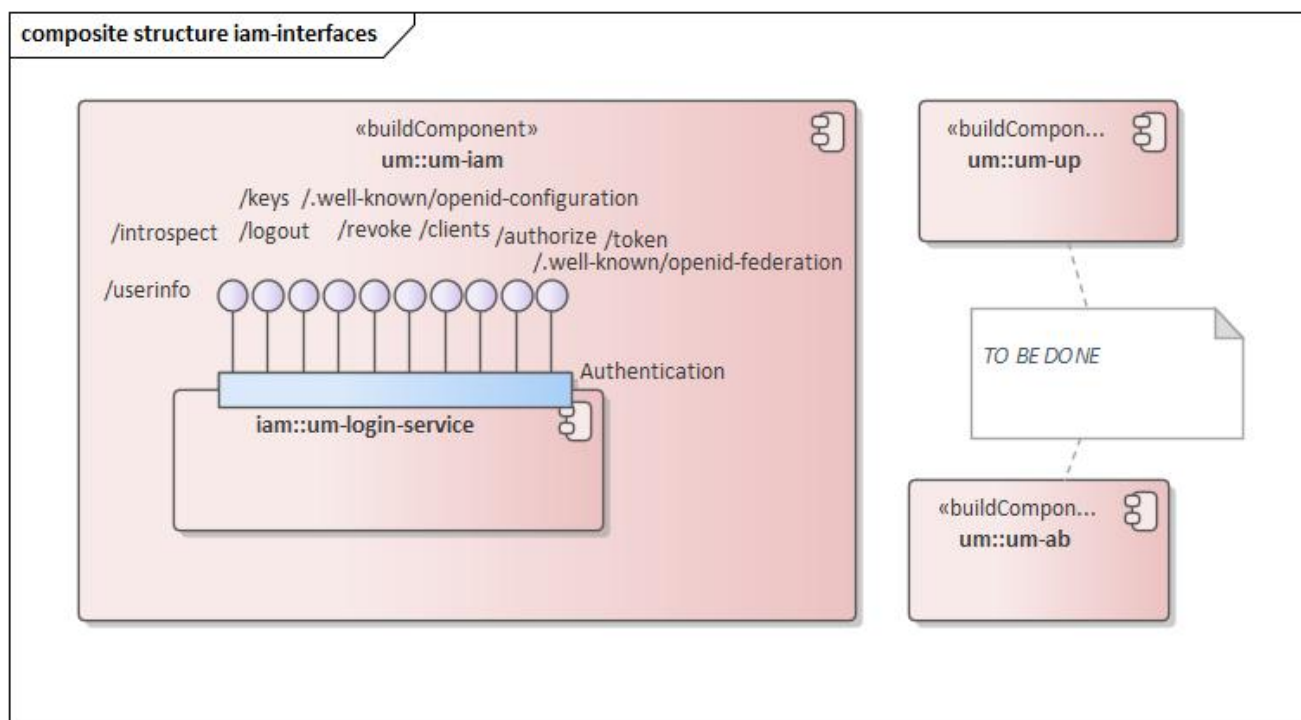 composite structure iam-interfaces
«buildComponent»
um::um-iam
/keys /.well-known/openid-configuration
/introspect /logout /revoke /clients /authorize /token
/.well-known/openid-federation
/userinfo
Authentication
iam::um-login-service
«buildCompon...
um::um-up
TO BE DONE
«buildCompon...
um::um-ab